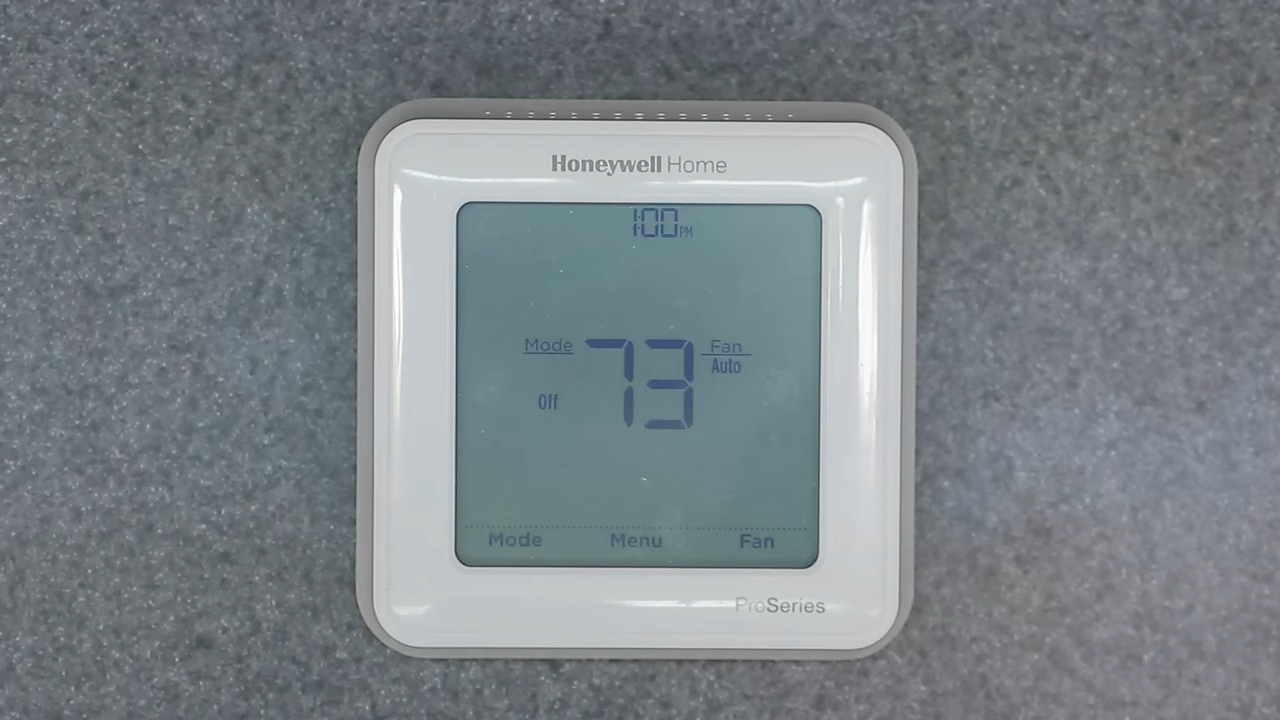 Honeywell Home
1:00 PM
Mode 73 Fan
Auto
Off
Mode Menu Fan
ProSeries